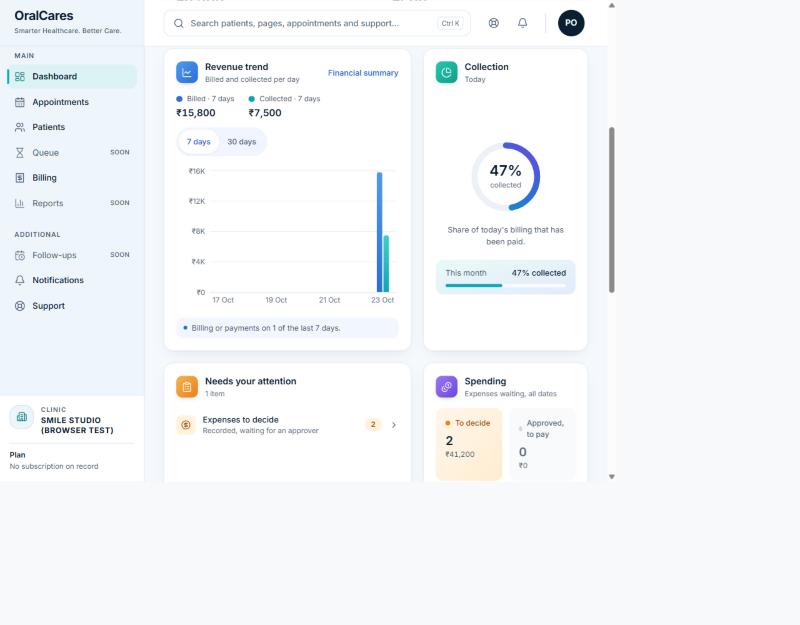 OralCares
Smarter Healthcare. Better Care.
Search patients, pages, appointments and support...
Ctrl K
PO
MAIN
Dashboard
Appointments
Patients
Queue SOON
Billing
Reports SOON
ADDITIONAL
Follow-ups SOON
Notifications
Support
CLINIC
SMILE STUDIO
(BROWSER TEST)
Plan
No subscription on record
Revenue trend
Billed and collected per day
Financial summary
Billed · 7 days
₹15,800
Collected · 7 days
₹7,500
7 days 30 days
₹16K
₹12K
₹8K
₹4K
₹0
17 Oct 19 Oct 21 Oct 23 Oct
Billing or payments on 1 of the last 7 days.
Collection
Today
47%
collected
Share of today's billing that has
been paid.
This month 47% collected
Needs your attention
1 item
Expenses to decide
Recorded, waiting for an approver
2
Spending
Expenses waiting, all dates
To decide
2
₹41,200
Approved,
to pay
0
₹0